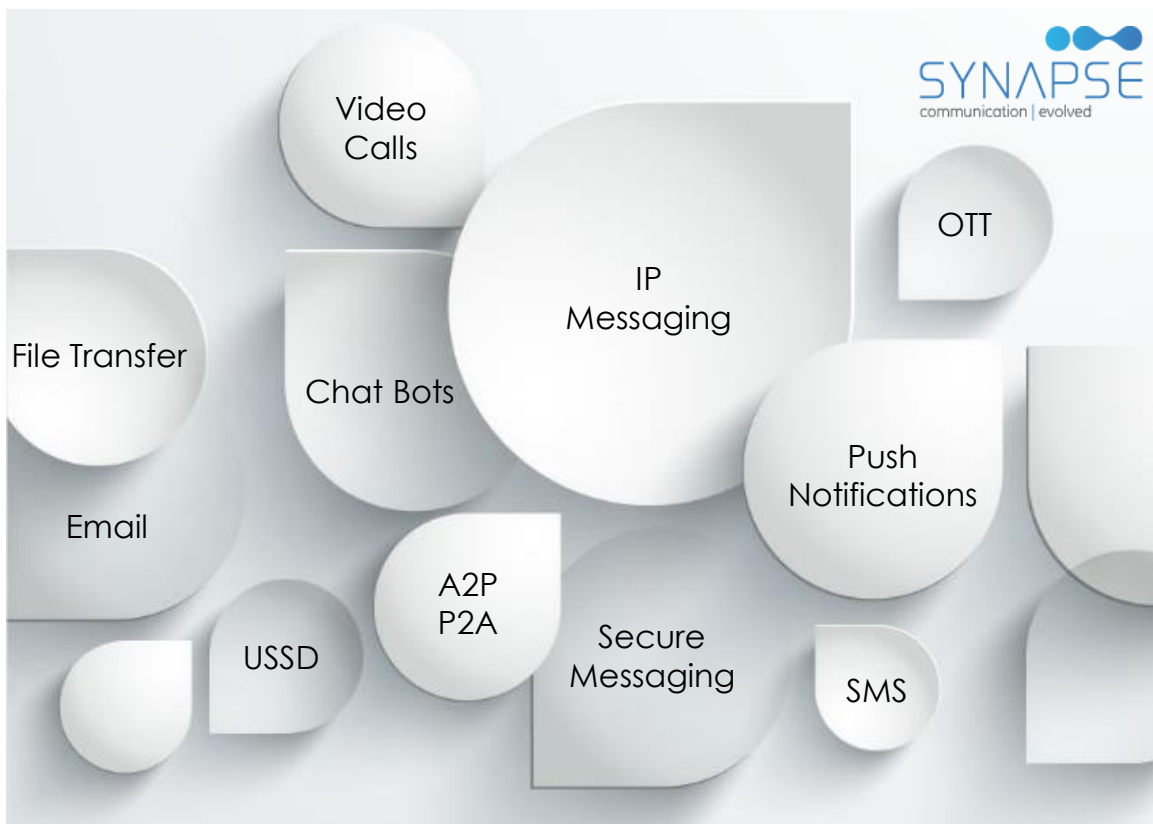 SYNAPSE
communication | evolved
Video
Calls
OTT
IP
Messaging
File Transfer
Chat Bots
Push
Notifications
Email
A2P
P2A
Secure
Messaging
USSD
SMS